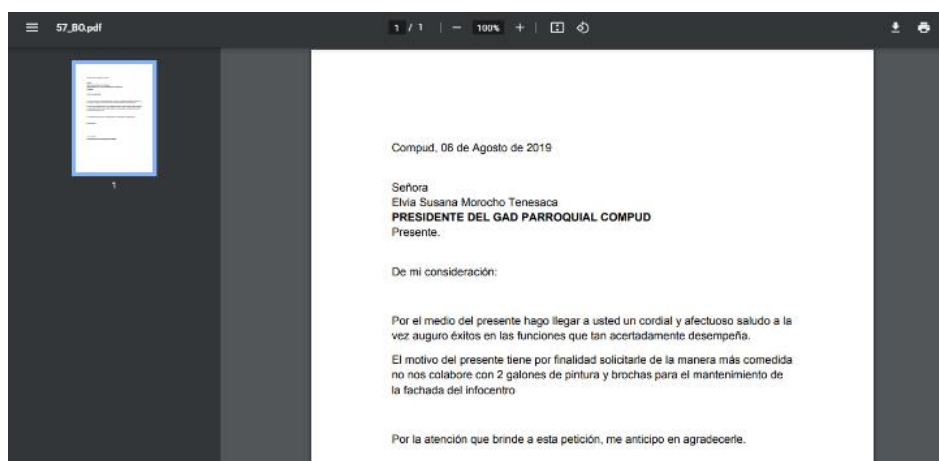 57_BO.pdf
1 / 1
100%
1
Compud, 06 de Agosto de 2019
Señora
Elvia Susana Morocho Tenesaca
PRESIDENTE DEL GAD PARROQUIAL COMPUD
Presente.
De mi consideración:
Por el medio del presente hago llegar a usted un cordial y afectuoso saludo a la
vez auguro éxitos en las funciones que tan acertadamente desempeña.
El motivo del presente tiene por finalidad solicitarle de la manera más comedida
no nos colabore con 2 galones de pintura y brochas para el mantenimiento de
la fachada del infocentro
Por la atención que brinde a esta petición, me anticipo en agradecerle.